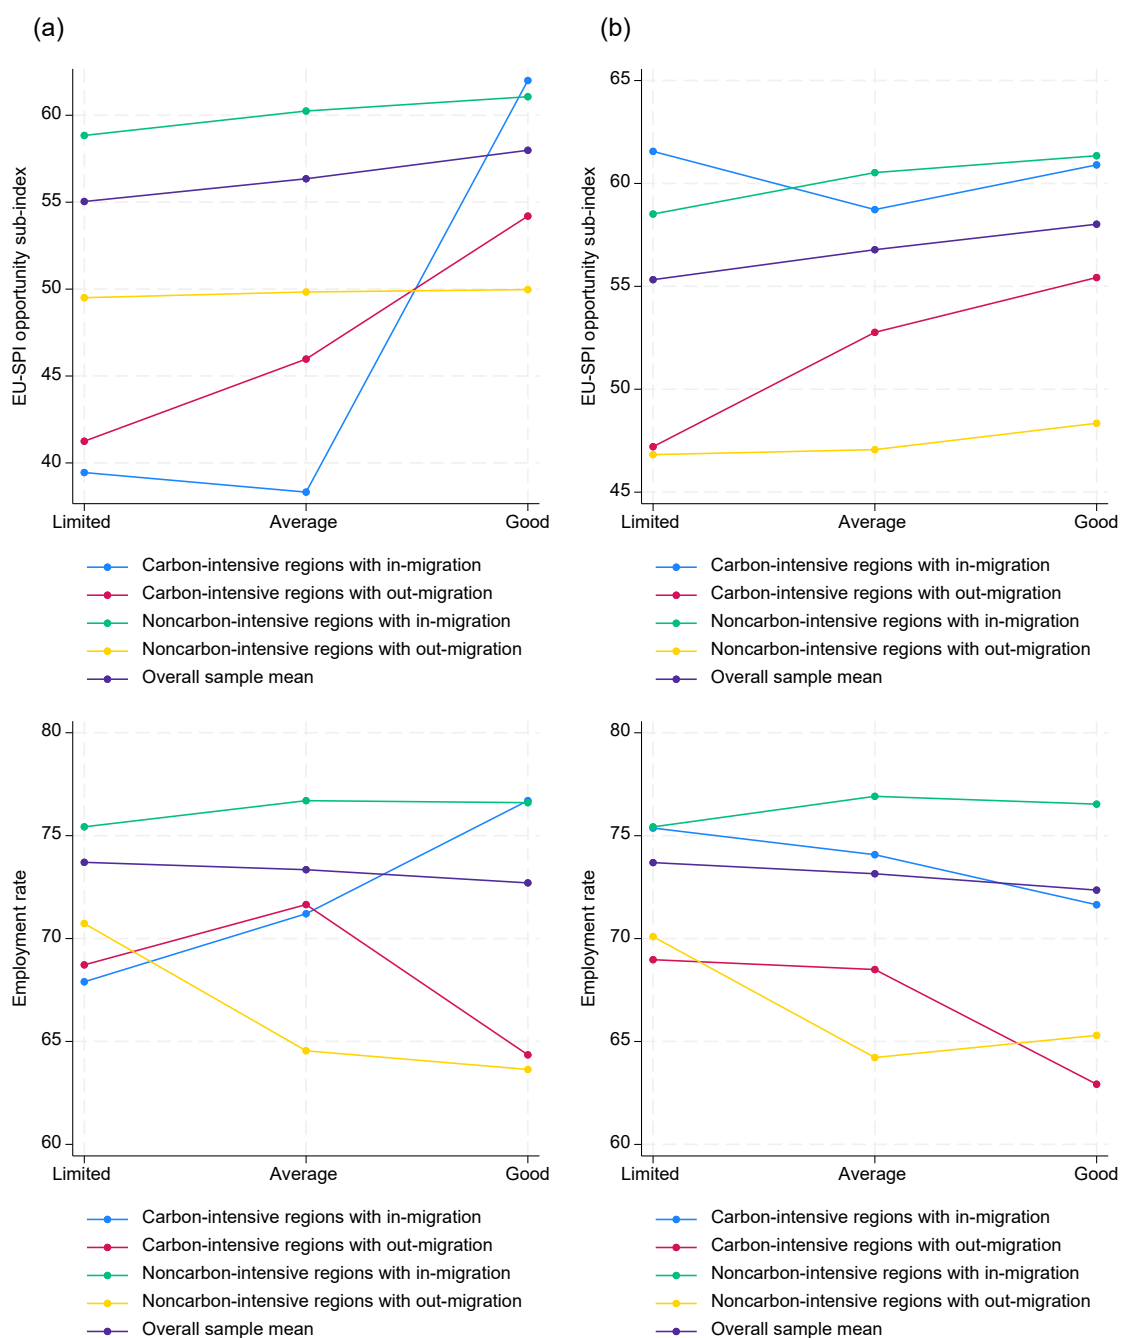 (a)
EU-SPI opportunity sub-index
60
55
50
45
40
Limited
Average
Good
Carbon-intensive regions with in-migration
Carbon-intensive regions with out-migration
Noncarbon-intensive regions with in-migration
Noncarbon-intensive regions with out-migration
Overall sample mean
(b)
EU-SPI opportunity sub-index
65
60
55
50
45
Limited
Average
Good
Carbon-intensive regions with in-migration
Carbon-intensive regions with out-migration
Noncarbon-intensive regions with in-migration
Noncarbon-intensive regions with out-migration
Overall sample mean
Employment rate
80
75
70
65
60
Limited
Average
Good
Carbon-intensive regions with in-migration
Carbon-intensive regions with out-migration
Noncarbon-intensive regions with in-migration
Noncarbon-intensive regions with out-migration
Overall sample mean
Employment rate
80
75
70
65
60
Limited
Average
Good
Carbon-intensive regions with in-migration
Carbon-intensive regions with out-migration
Noncarbon-intensive regions with in-migration
Noncarbon-intensive regions with out-migration
Overall sample mean